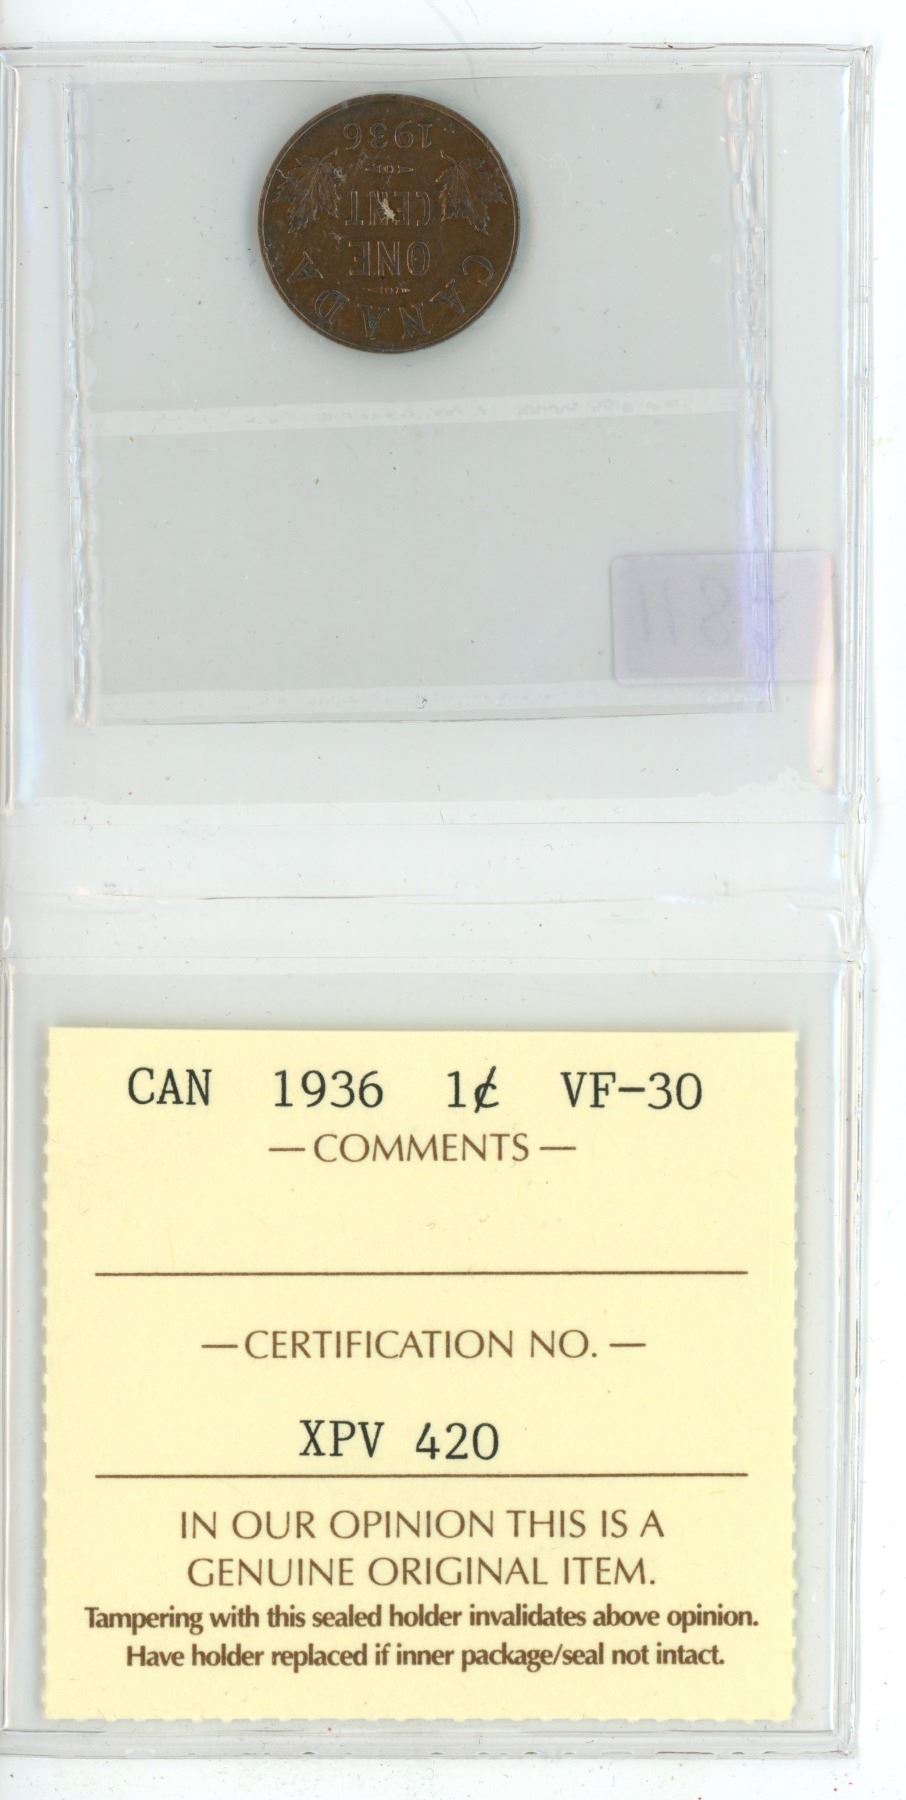 CANADA
ONE
CENT
1936
CAN 1936 1¢ VF-30
— COMMENTS —
— CERTIFICATION NO. —
XPV 420
IN OUR OPINION THIS IS A
GENUINE ORIGINAL ITEM.
Tampering with this sealed holder invalidates above opinion.
Have holder replaced if inner package/seal not intact.